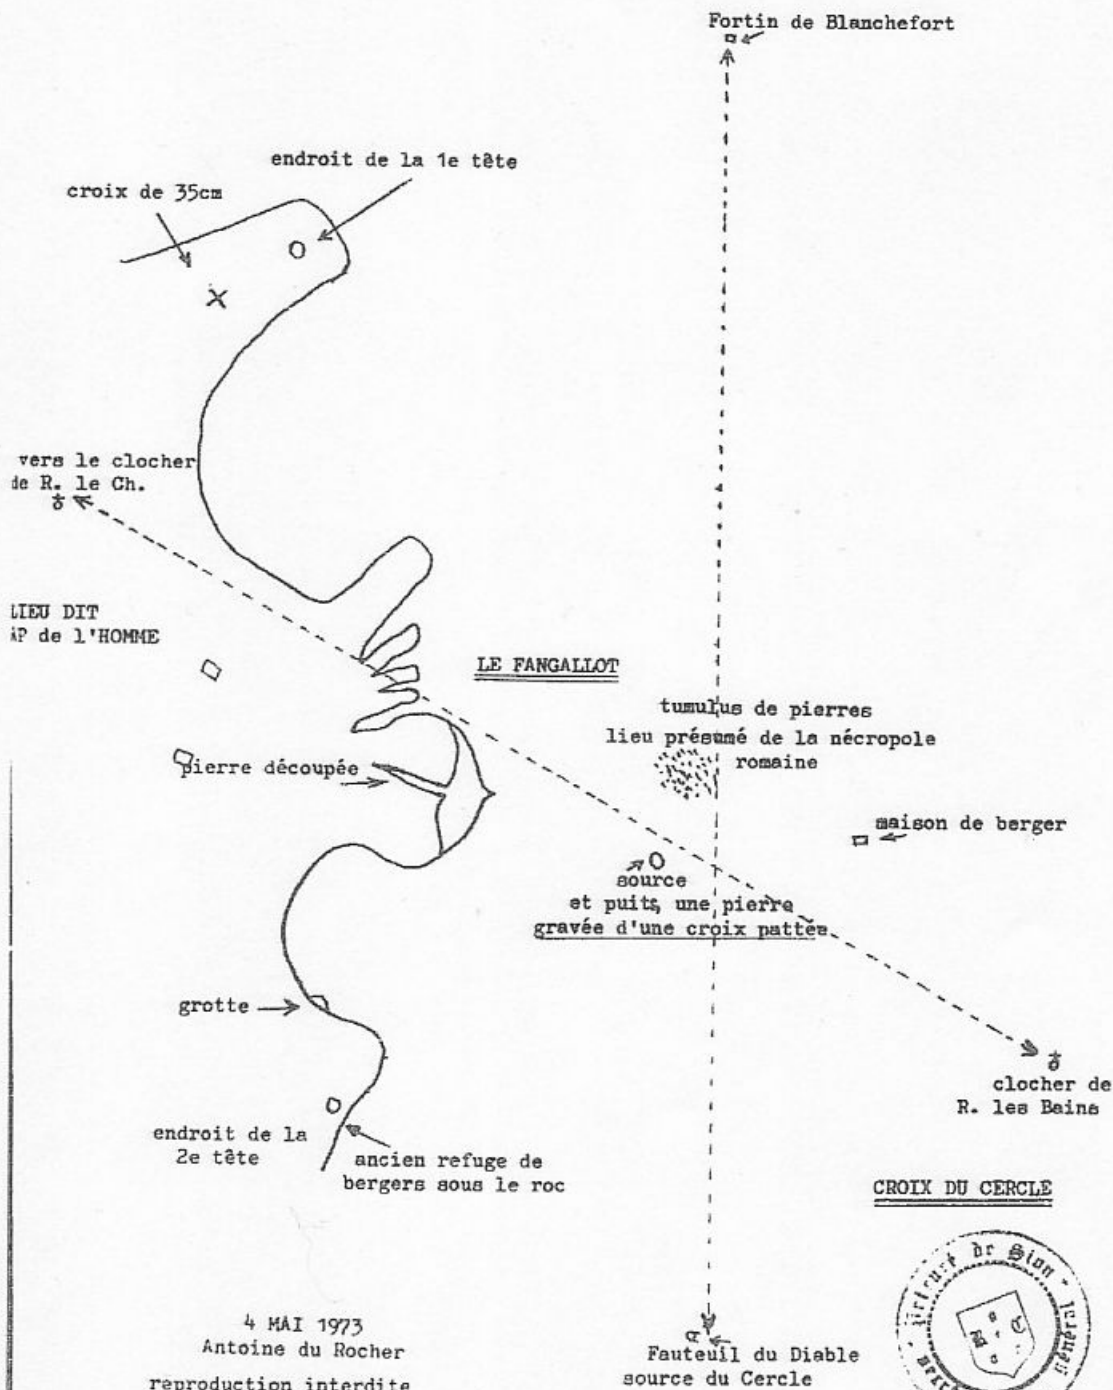 Fortin de Blanchefort
endroit de la 1e tête
croix de 35cm
vers le clocher
de R. le Ch.
LIEU DIT
AP de l'HOMME
LE FANGALLOT
tumulus de pierres
lieu présumé de la nécropole
romaine
pierre découpée
maison de berger
source
et puits, une pierre
gravée d'une croix pattée
grotte
clocher de
R. les Bains
endroit de la
2e tête
ancien refuge de
bergers sous le roc
CROIX DU CERCLE
4 MAI 1973
Antoine du Rocher
reproduction interdite
Fauteuil du Diable
source du Cercle
Prieuré de Sion